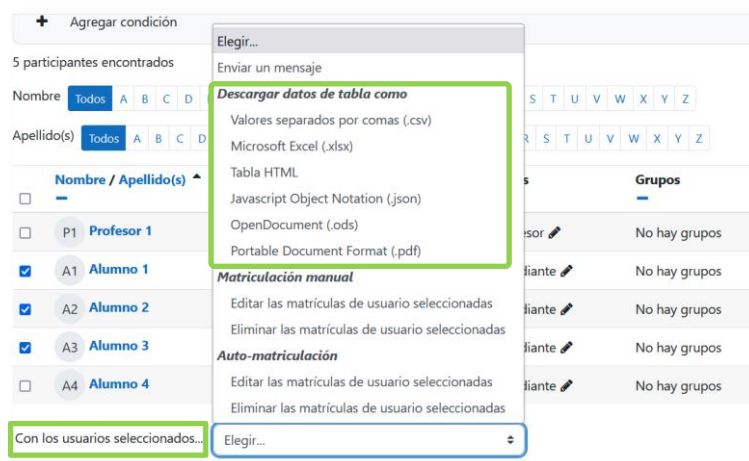 + Agregar condición
5 participantes encontrados
Nombre Todos A B C D S T U V W X Y Z
Apellido(s) Todos A B C D R S T U V W X Y Z
Nombre / Apellido(s) s Grupos
P1 Profesor 1 esor No hay grupos
A1 Alumno 1 diante No hay grupos
A2 Alumno 2 diante No hay grupos
A3 Alumno 3 diante No hay grupos
A4 Alumno 4 diante No hay grupos
Elegir...
Enviar un mensaje
Descargar datos de tabla como
Valores separados por comas (.csv)
Microsoft Excel (.xlsx)
Tabla HTML
Javascript Object Notation (.json)
OpenDocument (.ods)
Portable Document Format (.pdf)
Matriculación manual
Editar las matrículas de usuario seleccionadas
Eliminar las matrículas de usuario seleccionadas
Auto-matriculación
Editar las matrículas de usuario seleccionadas
Eliminar las matrículas de usuario seleccionadas
Con los usuarios seleccionados... Elegir...